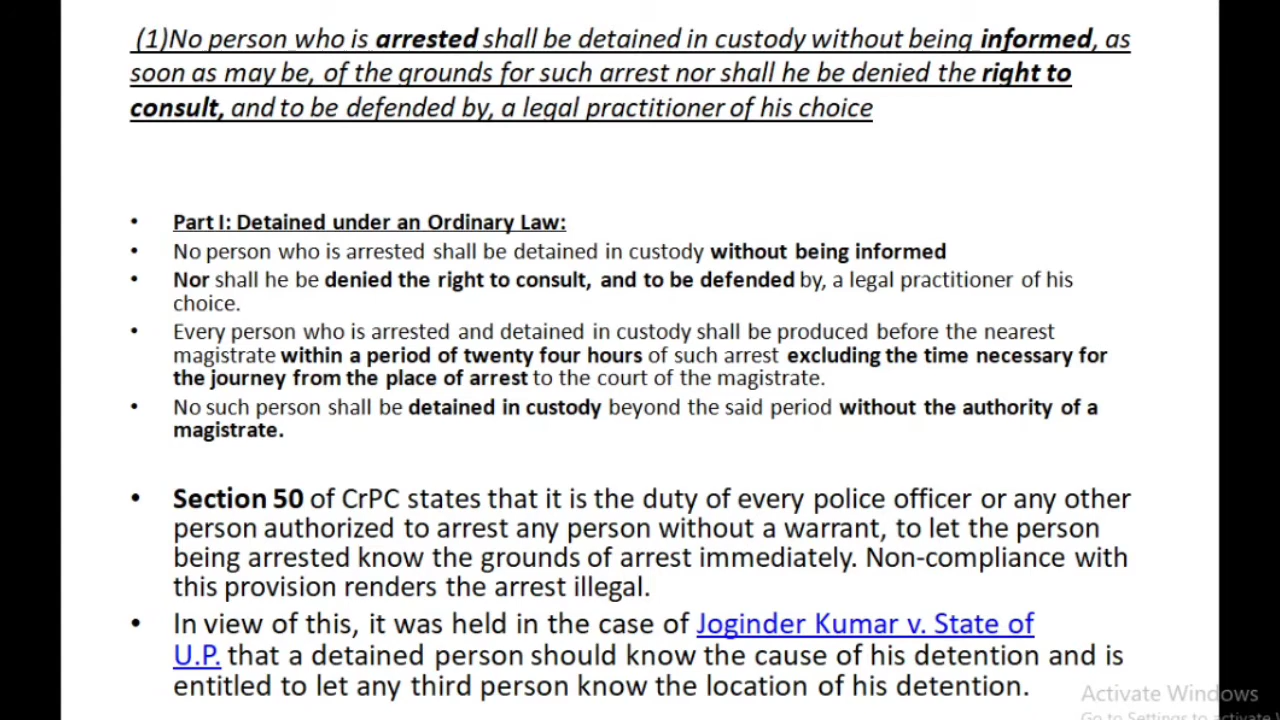 (1)No person who is arrested shall be detained in custody without being informed, as
soon as may be, of the grounds for such arrest nor shall he be denied the right to
consult, and to be defended by, a legal practitioner of his choice
• Part I: Detained under an Ordinary Law:
• No person who is arrested shall be detained in custody without being informed
• Nor shall he be denied the right to consult, and to be defended by, a legal practitioner of his
choice.
• Every person who is arrested and detained in custody shall be produced before the nearest
magistrate within a period of twenty four hours of such arrest excluding the time necessary for
the journey from the place of arrest to the court of the magistrate.
• No such person shall be detained in custody beyond the said period without the authority of a
magistrate.
• Section 50 of CrPC states that it is the duty of every police officer or any other
person authorized to arrest any person without a warrant, to let the person
being arrested know the grounds of arrest immediately. Non-compliance with
this provision renders the arrest illegal.
• In view of this, it was held in the case of Joginder Kumar v. State of
U.P. that a detained person should know the cause of his detention and is
entitled to let any third person know the location of his detention.
Activate Windows
Go to Settings to activate